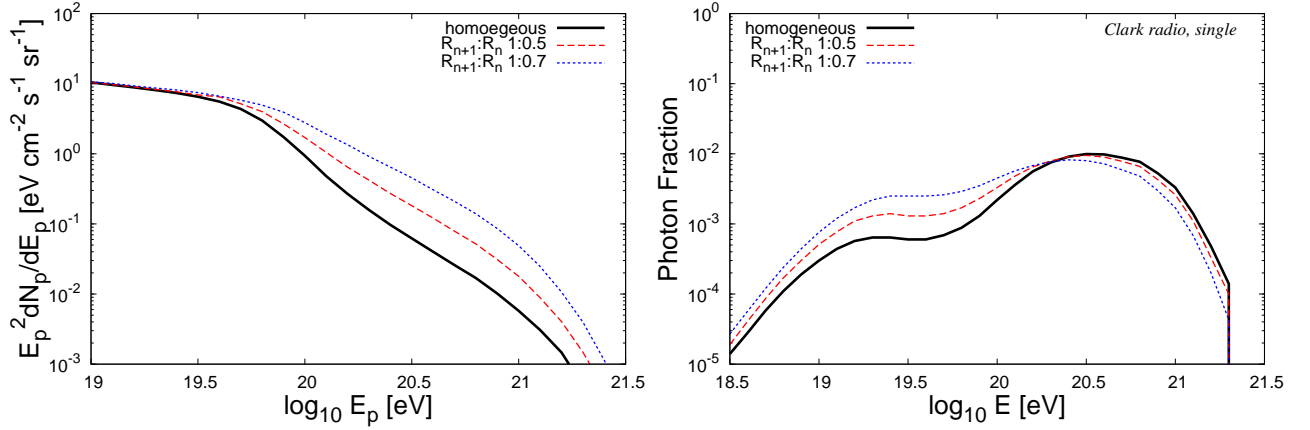 E_p^2 dN_p/dE_p [eV cm^-2 s^-1 sr^-1]
10^2
10^1
10^0
10^-1
10^-2
10^-3
homoegeous
R_n+1:R_n 1:0.5
R_n+1:R_n 1:0.7
19
19.5
20
20.5
21
21.5
log_10 E_p [eV]
Photon Fraction
10^0
10^-1
10^-2
10^-3
10^-4
10^-5
homogeneous
R_n+1:R_n 1:0.5
R_n+1:R_n 1:0.7
Clark radio, single
18.5
19
19.5
20
20.5
21
21.5
log_10 E [eV]